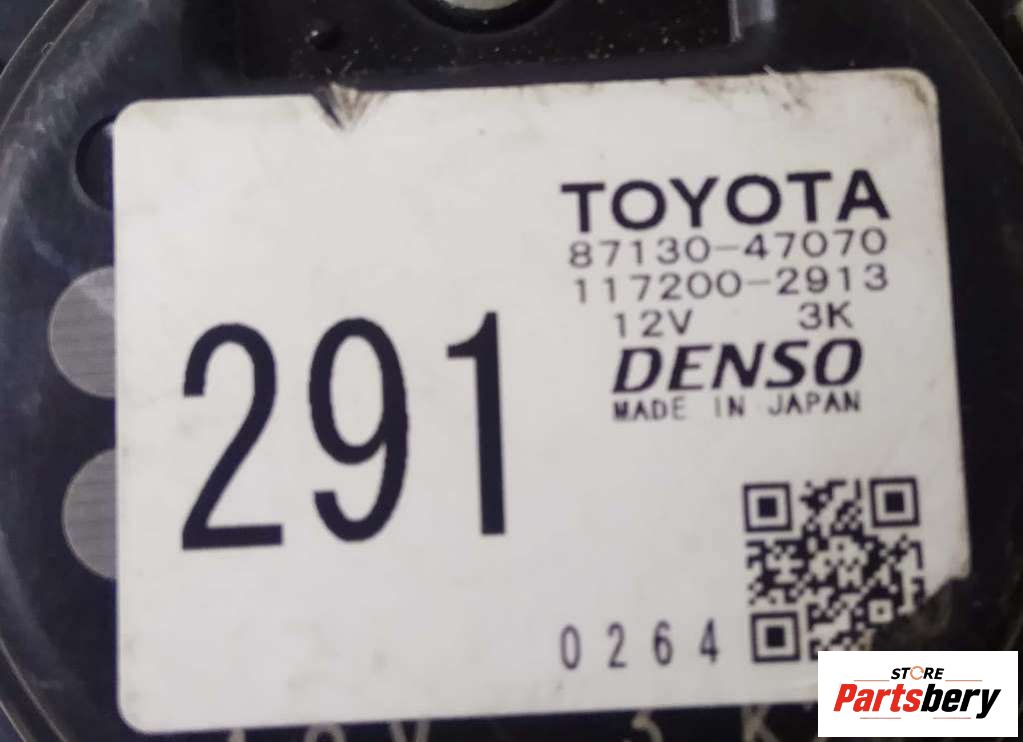 TOYOTA
87130-47070
117200-2913
12V 3K
DENSO
MADE IN JAPAN
291
0264
STORE
Partsbery